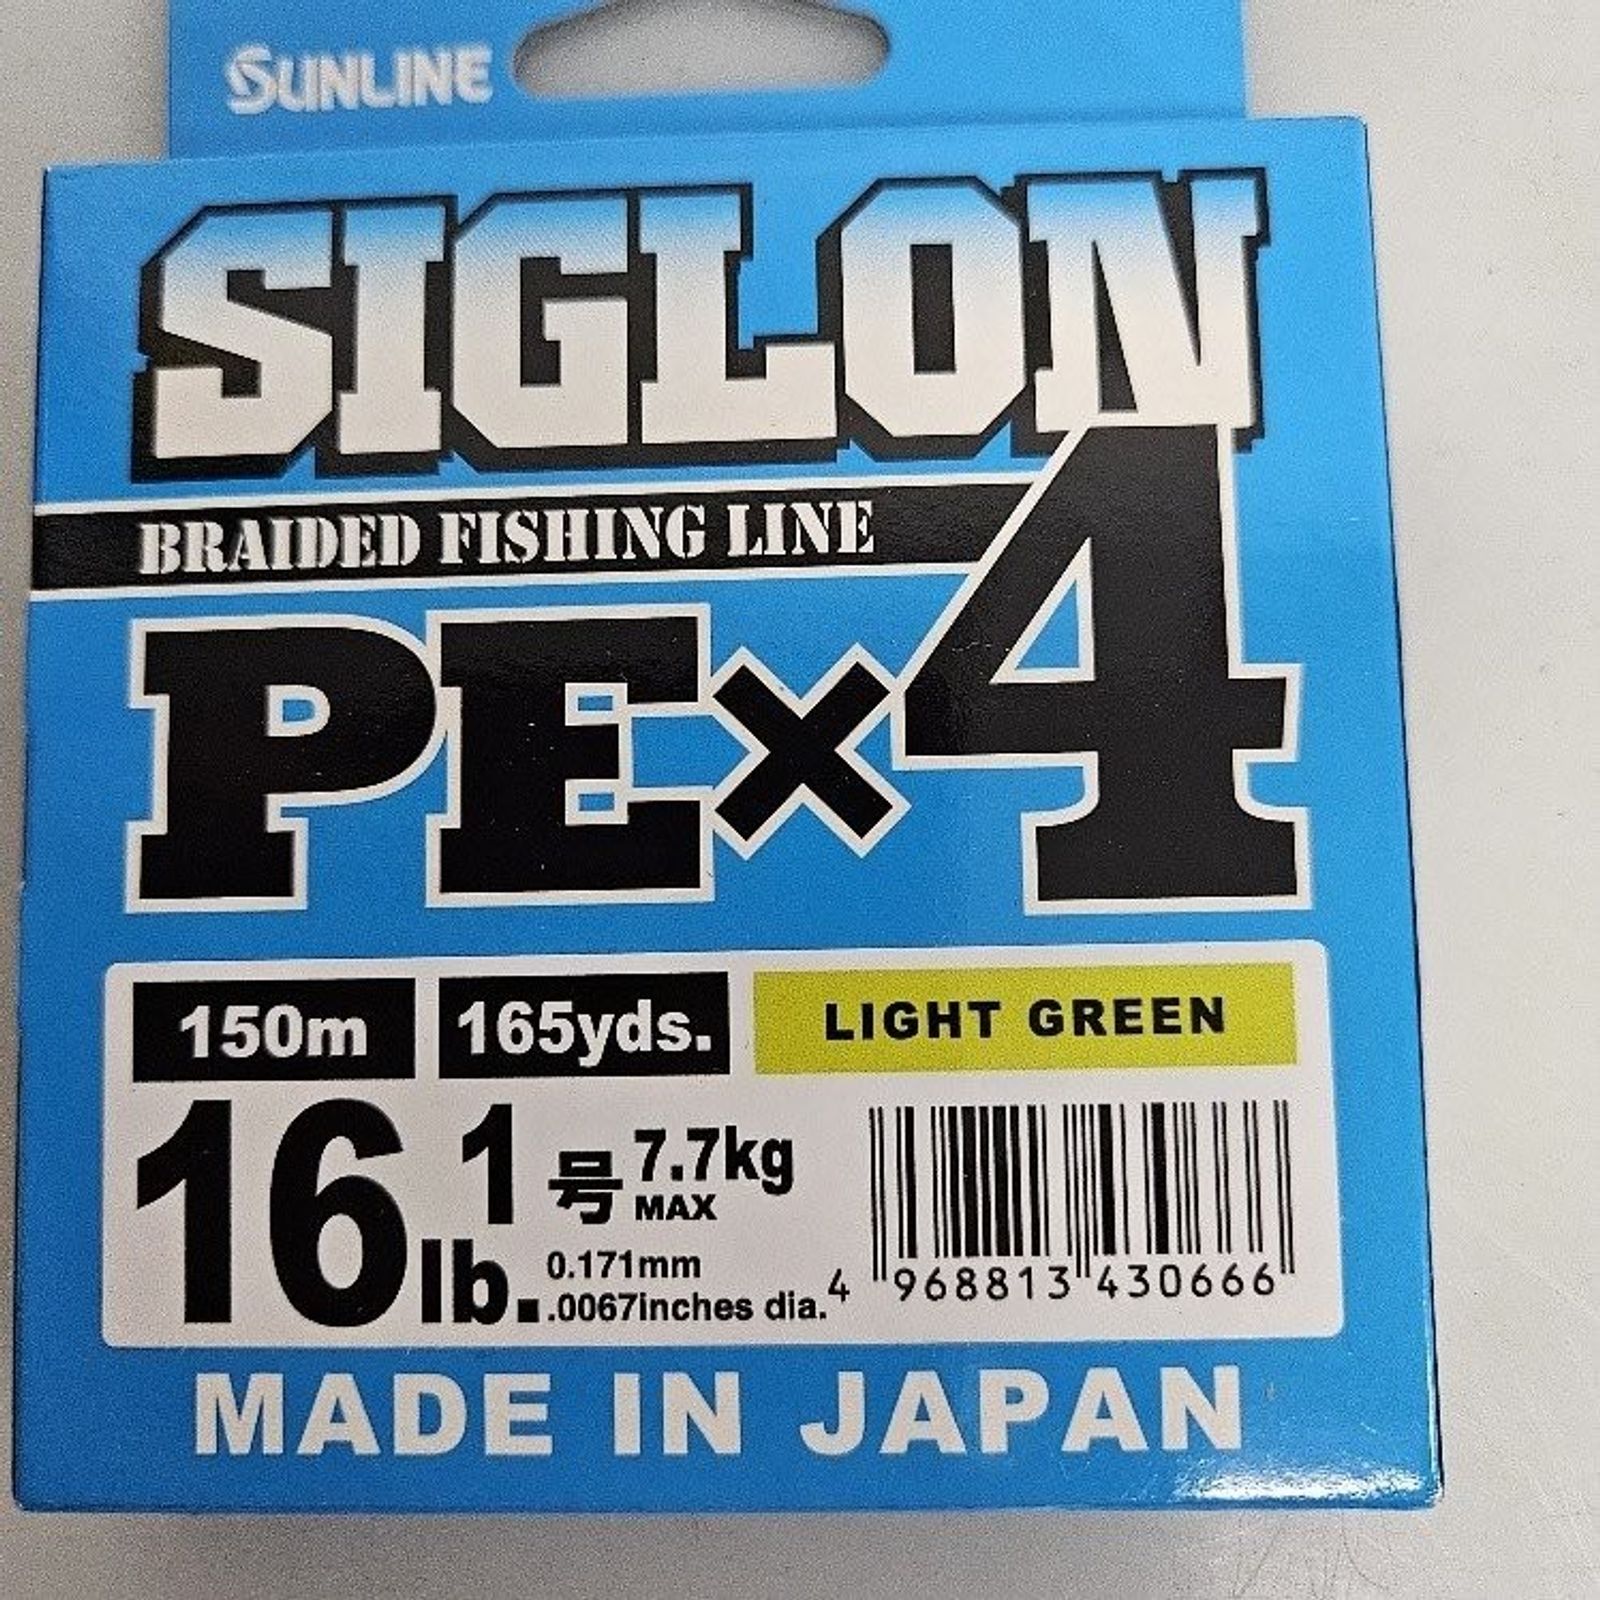 SUNLINE
SIGLON
BRAIDED FISHING LINE
PE×4
150m 165yds. LIGHT GREEN
16lb. 1号 7.7kg
MAX
0.171mm
.0067inches dia.
4 968813 430666
MADE IN JAPAN